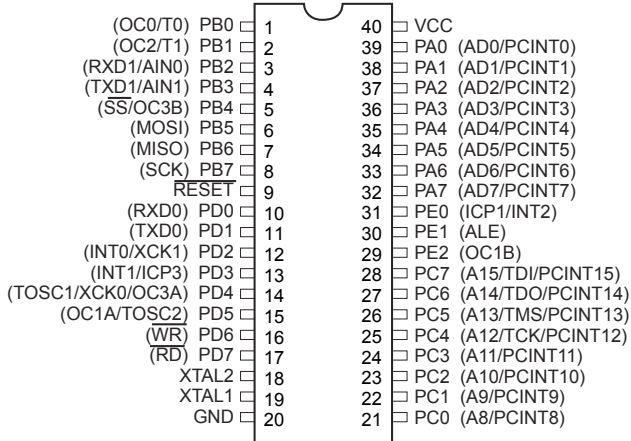 (OC0/T0) PB0 1 40 VCC
(OC2/T1) PB1 2 39 PA0 (AD0/PCINT0)
(RXD1/AIN0) PB2 3 38 PA1 (AD1/PCINT1)
(TXD1/AIN1) PB3 4 37 PA2 (AD2/PCINT2)
(S̅S̅/OC3B) PB4 5 36 PA3 (AD3/PCINT3)
(MOSI) PB5 6 35 PA4 (AD4/PCINT4)
(MISO) PB6 7 34 PA5 (AD5/PCINT5)
(SCK) PB7 8 33 PA6 (AD6/PCINT6)
R̅E̅S̅E̅T̅ 9 32 PA7 (AD7/PCINT7)
(RXD0) PD0 10 31 PE0 (ICP1/INT2)
(TXD0) PD1 11 30 PE1 (ALE)
(INT0/XCK1) PD2 12 29 PE2 (OC1B)
(INT1/ICP3) PD3 13 28 PC7 (A15/TDI/PCINT15)
(TOSC1/XCK0/OC3A) PD4 14 27 PC6 (A14/TDO/PCINT14)
(OC1A/TOSC2) PD5 15 26 PC5 (A13/TMS/PCINT13)
(W̅R̅) PD6 16 25 PC4 (A12/TCK/PCINT12)
(R̅D̅) PD7 17 24 PC3 (A11/PCINT11)
XTAL2 18 23 PC2 (A10/PCINT10)
XTAL1 19 22 PC1 (A9/PCINT9)
GND 20 21 PC0 (A8/PCINT8)